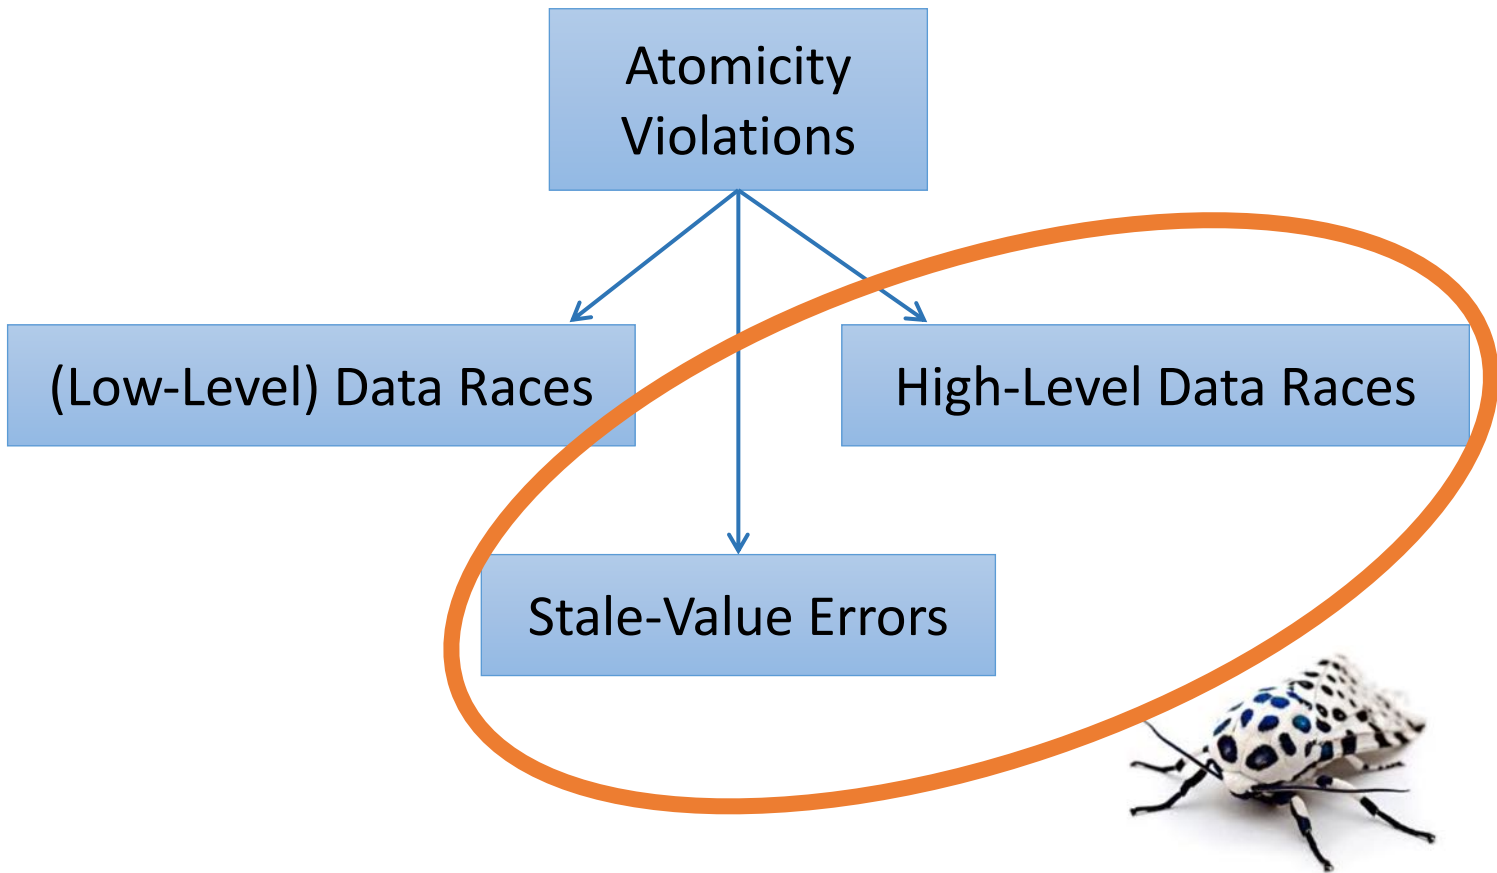 Atomicity
Violations
(Low-Level) Data Races
High-Level Data Races
Stale-Value Errors